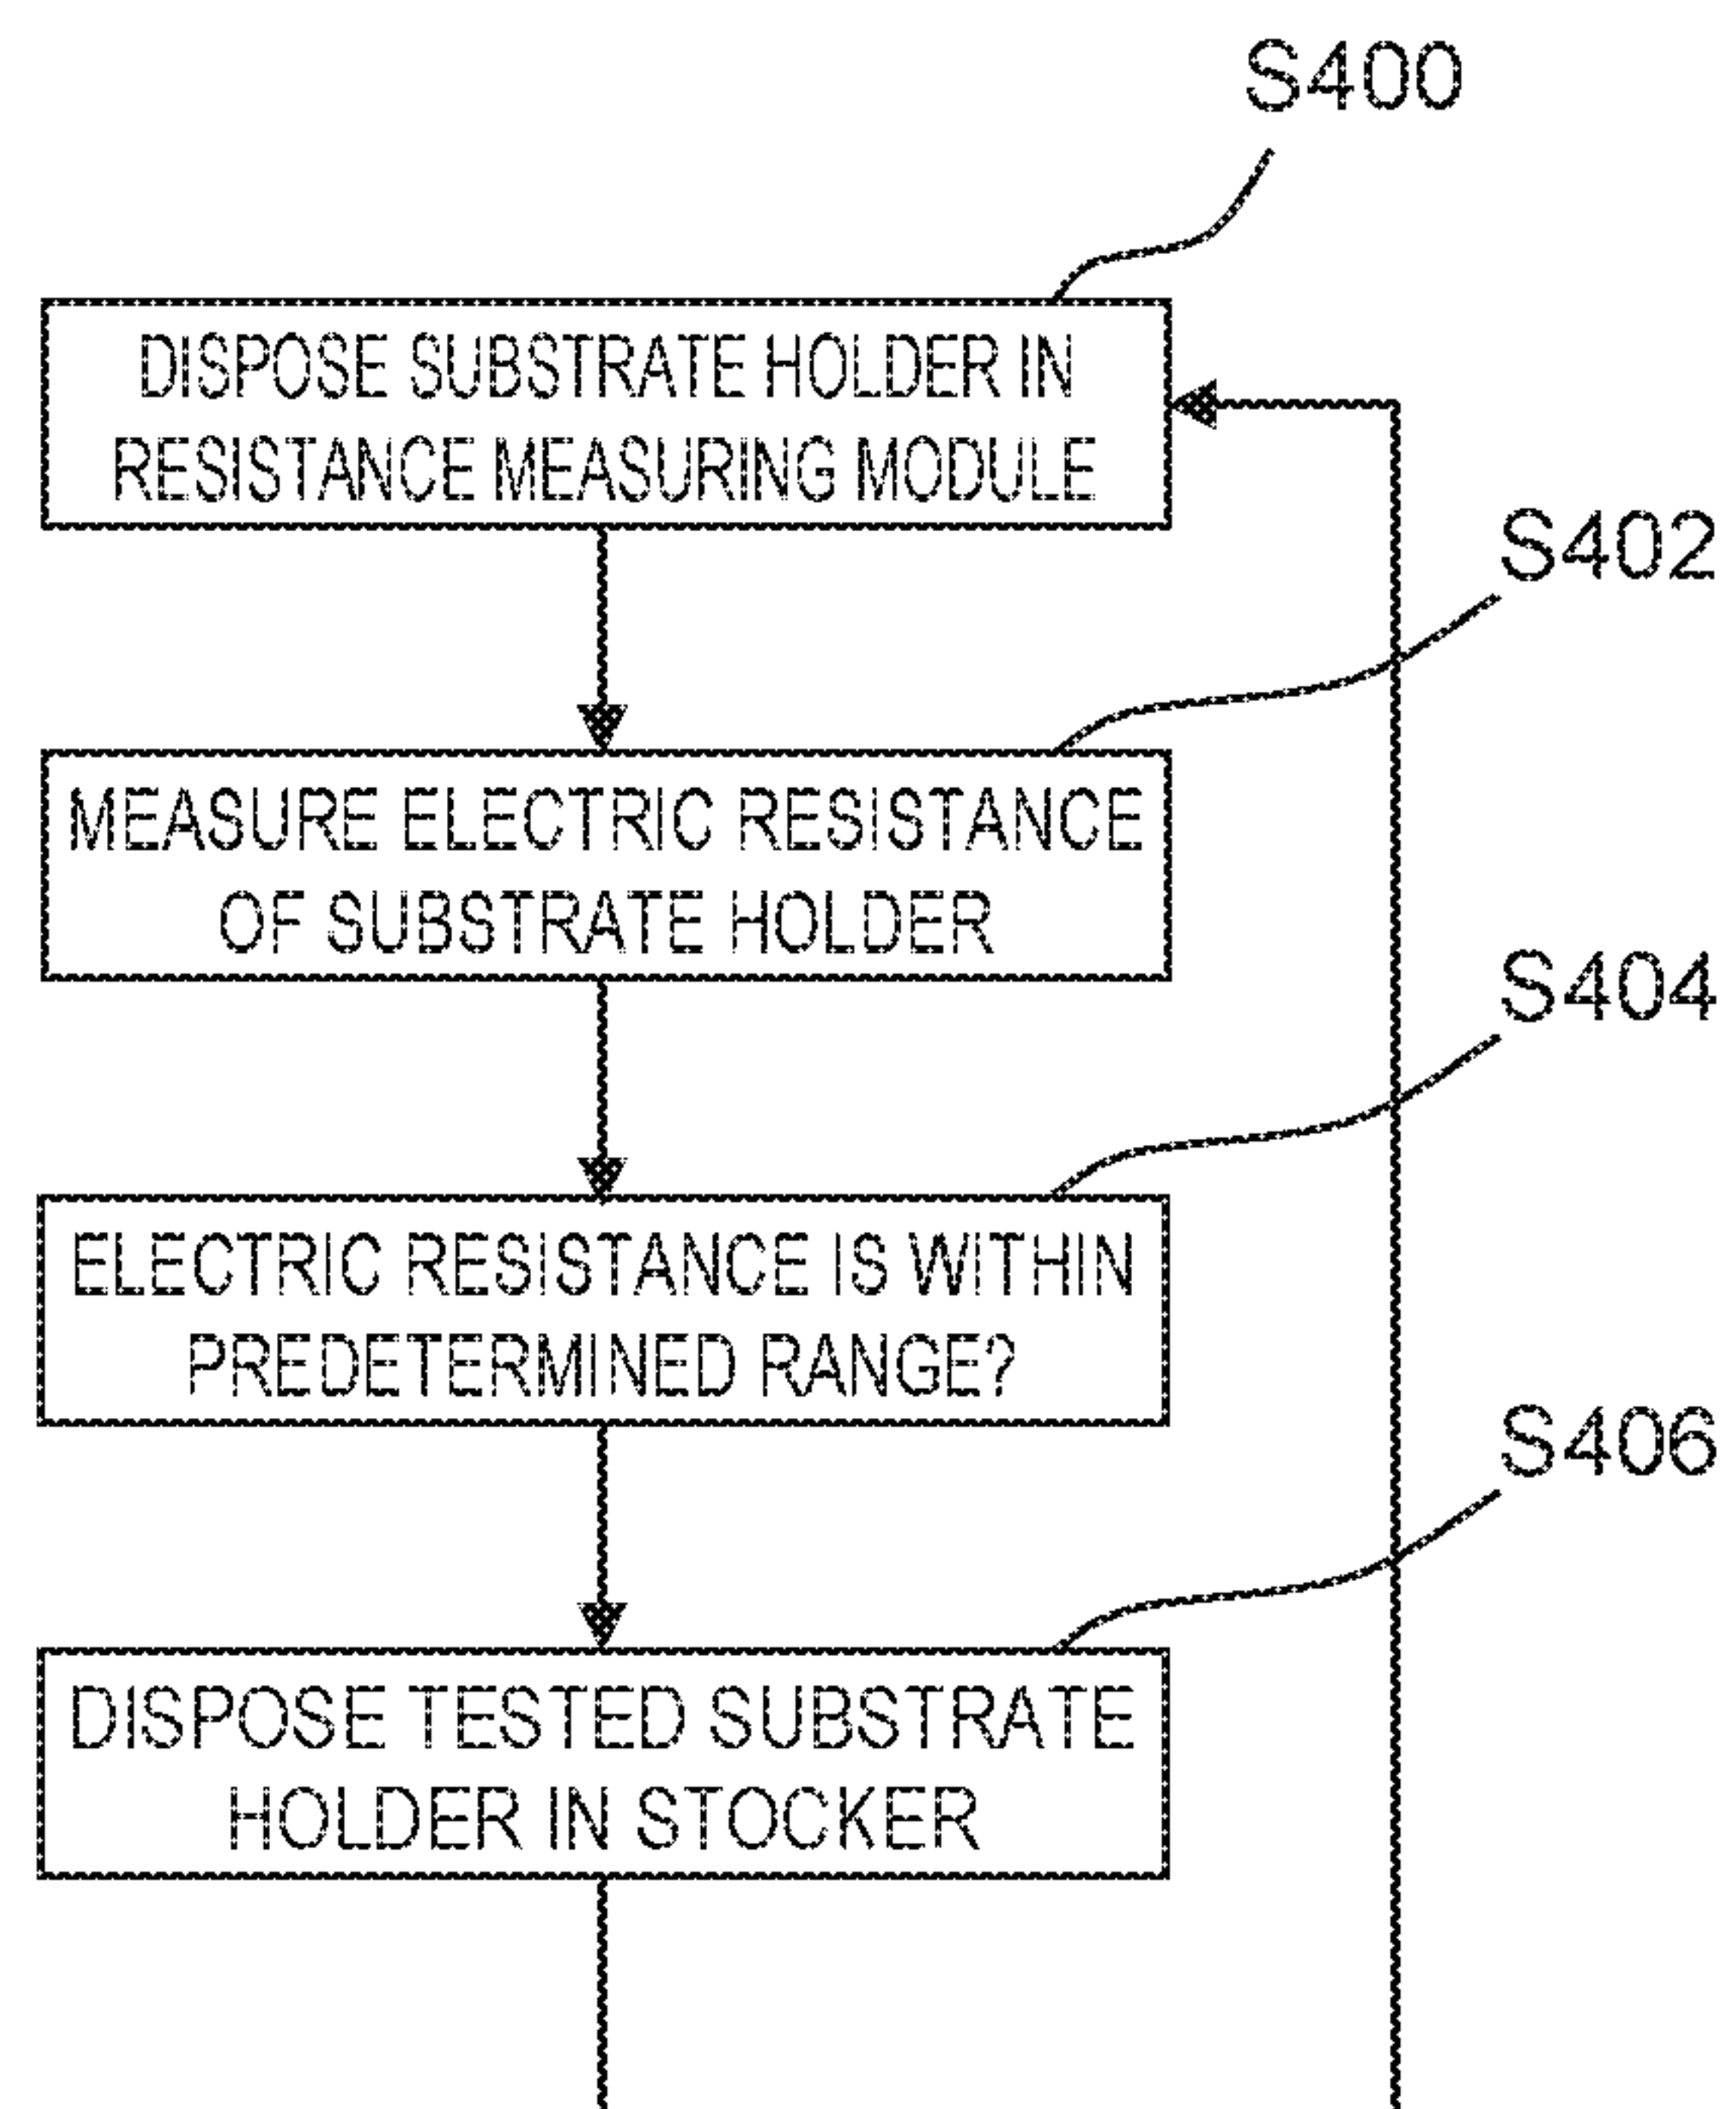 S400
DISPOSE SUBSTRATE HOLDER IN
RESISTANCE MEASURING MODULE
S402
MEASURE ELECTRIC RESISTANCE
OF SUBSTRATE HOLDER
S404
ELECTRIC RESISTANCE IS WITHIN
PREDETERMINED RANGE?
S406
DISPOSE TESTED SUBSTRATE
HOLDER IN STOCKER